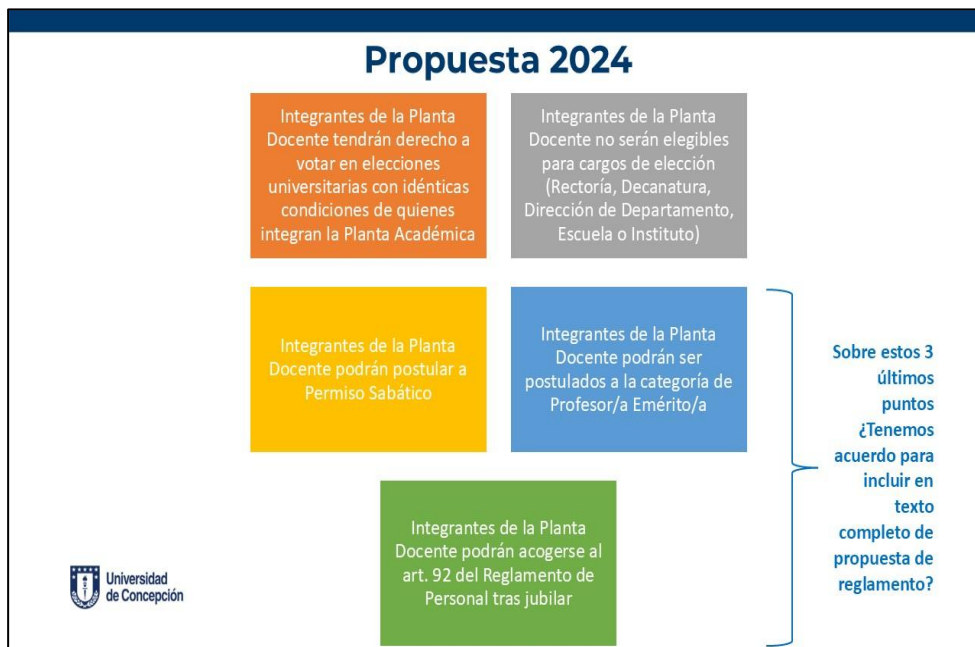 Propuesta 2024
Integrantes de la Planta
Docente tendrán derecho a
votar en elecciones
universitarias con idénticas
condiciones de quienes
integran la Planta Académica
Integrantes de la Planta
Docente no serán elegibles
para cargos de elección
(Rectoría, Decanatura,
Dirección de Departamento,
Escuela o Instituto)
Integrantes de la Planta
Docente podrán postular a
Permiso Sabático
Integrantes de la Planta
Docente podrán ser
postulados a la categoría de
Profesor/a Emérito/a
Integrantes de la Planta
Docente podrán acogerse al
art. 92 del Reglamento de
Personal tras jubilar
Sobre estos 3
últimos
puntos
¿Tenemos
acuerdo para
incluir en
texto
completo de
propuesta de
reglamento?
Universidad
de Concepción